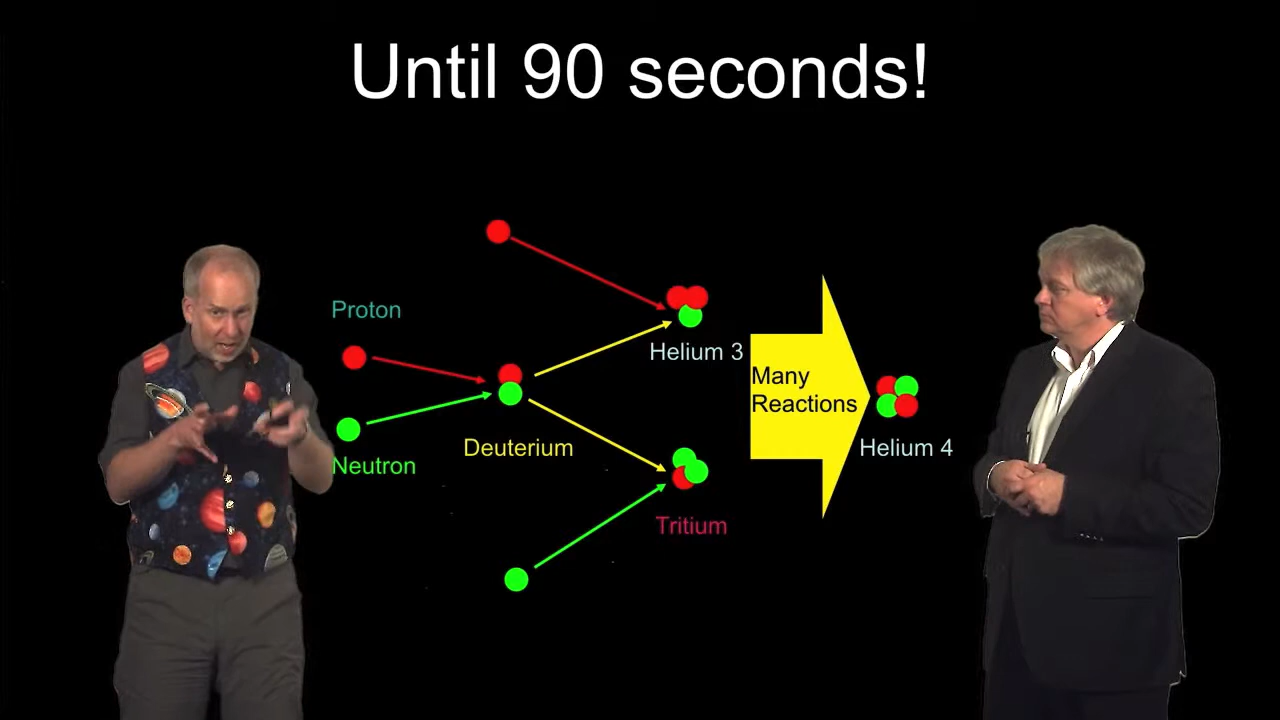 Until 90 seconds!
Proton
Helium 3
Many
Reactions
Neutron
Deuterium
Helium 4
Tritium